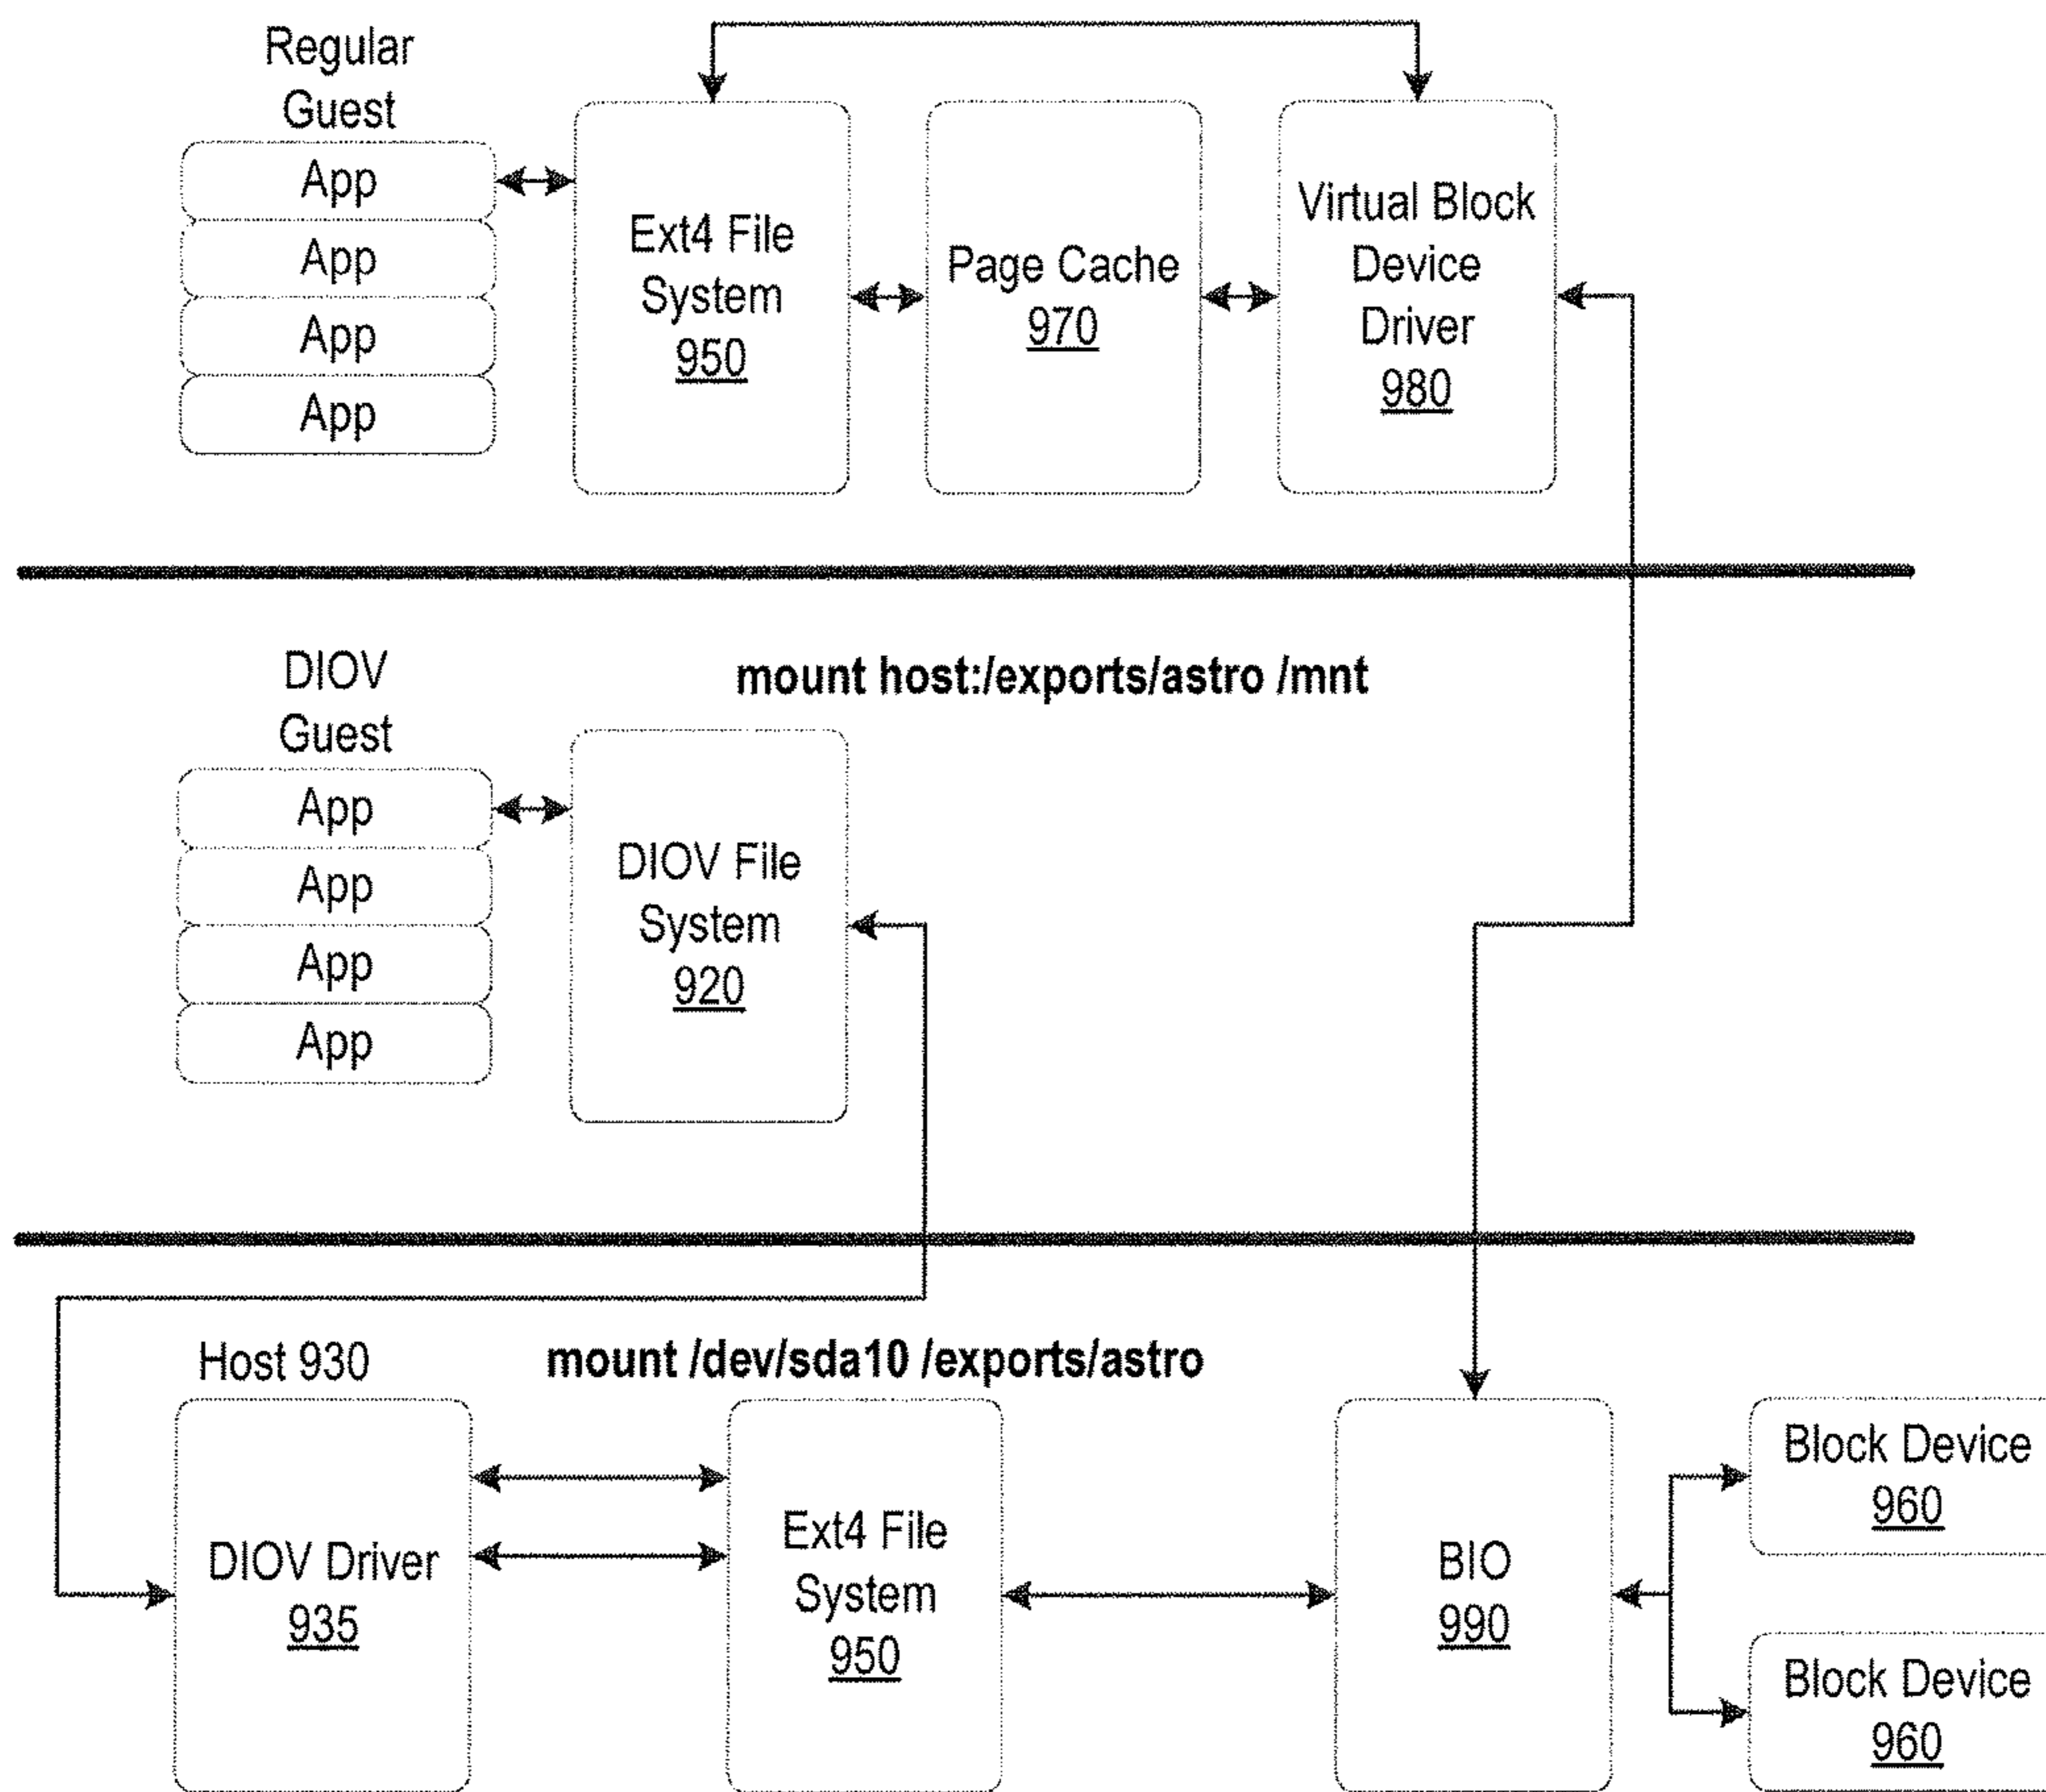 Regular
Guest
App
App
App
App
Ext4 File
System
950
Page Cache
970
Virtual Block
Device
Driver
980
DIOV
Guest
mount host:/exports/astro /mnt
App
App
App
App
DIOV File
System
920
Host 930
mount /dev/sda10 /exports/astro
DIOV Driver
935
Ext4 File
System
950
BIO
990
Block Device
960
Block Device
960